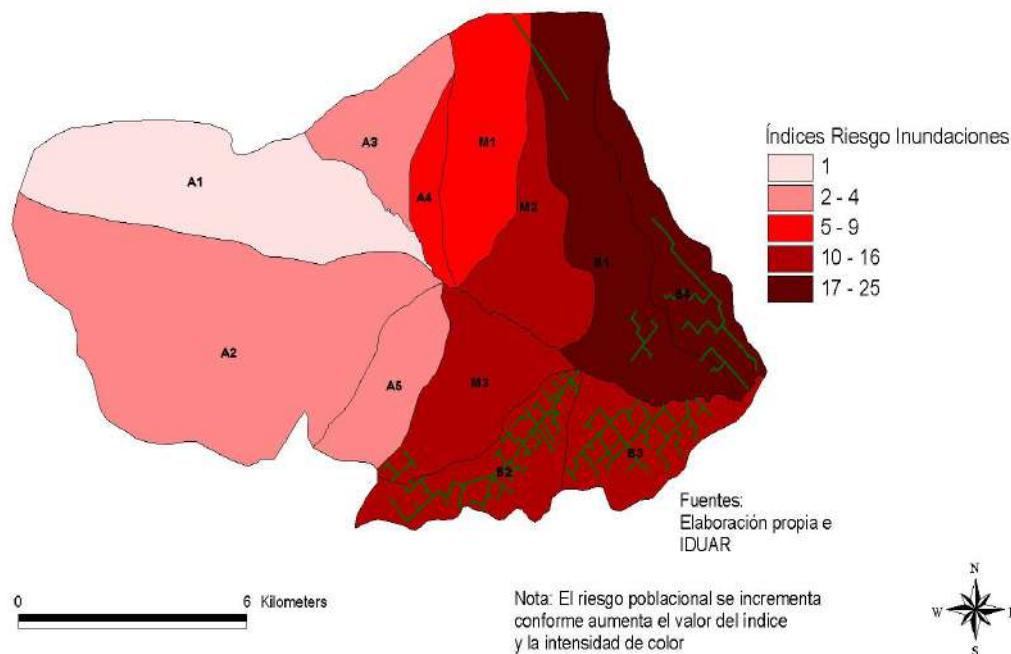 Índices Riesgo Inundaciones
1
2 - 4
5 - 9
10 - 16
17 - 25
A1
A3
A4
M1
M2
B1
B4
A2
A5
M3
B2
B3
Fuentes:
Elaboración propia e
IDUAR
0 6 Kilometers
Nota: El riesgo poblacional se incrementa
conforme aumenta el valor del índice
y la intensidad de color
N
W E
S